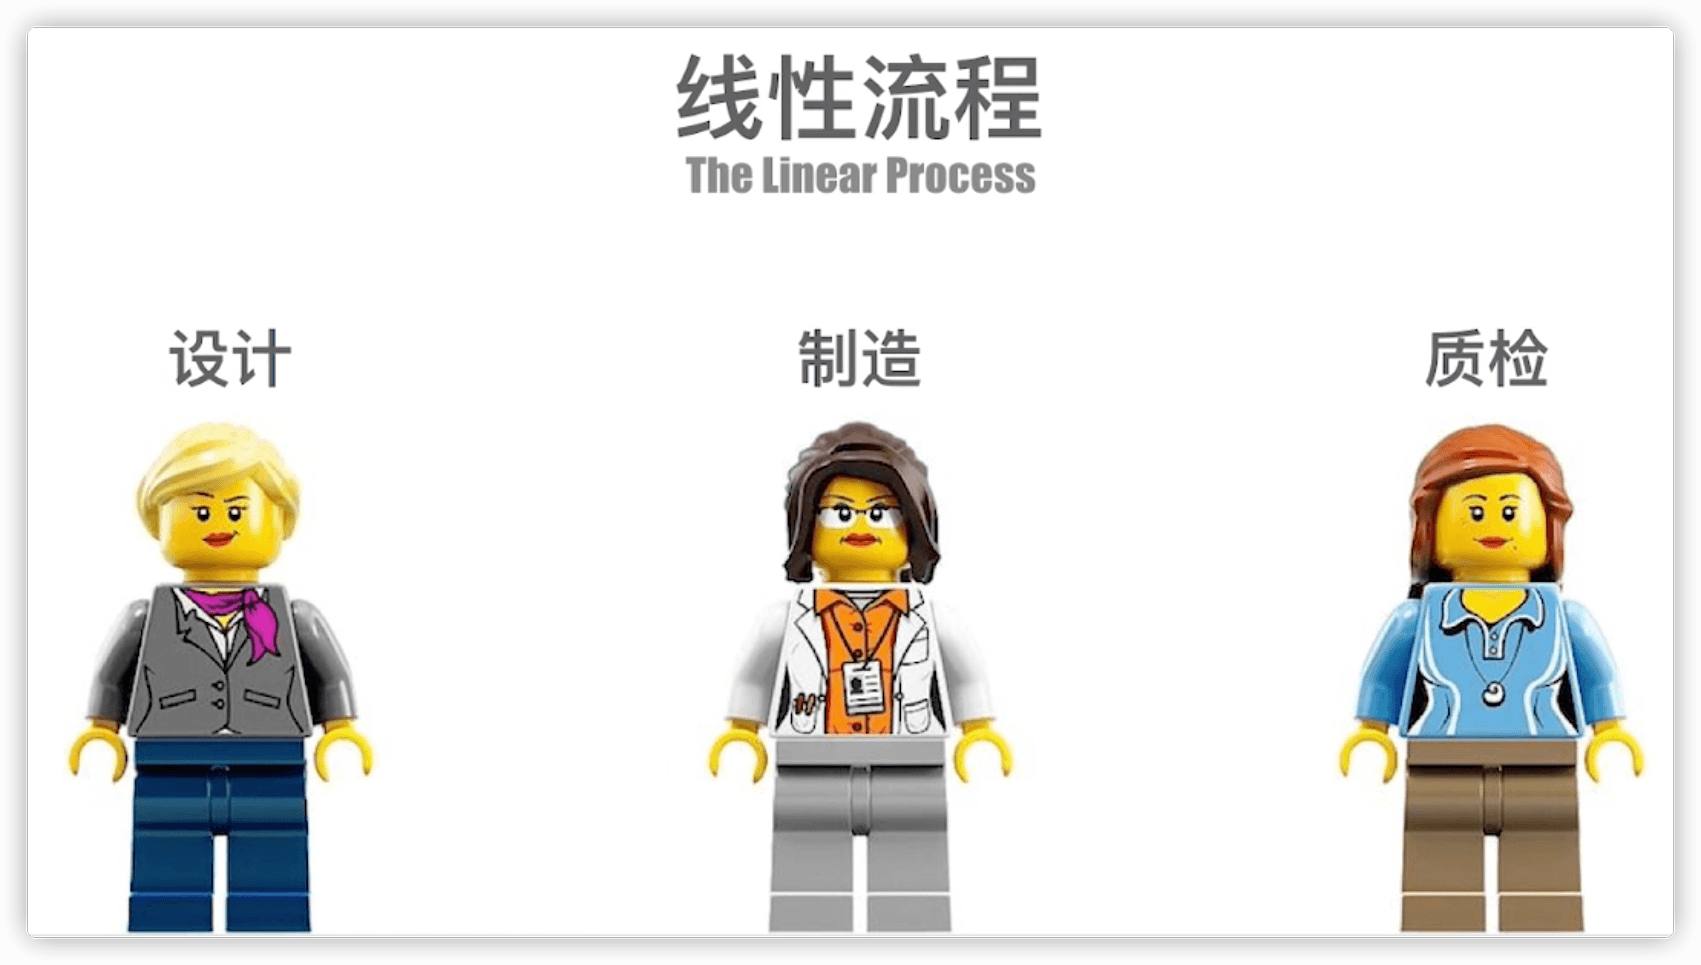 线性流程
The Linear Process
设计
制造
质检